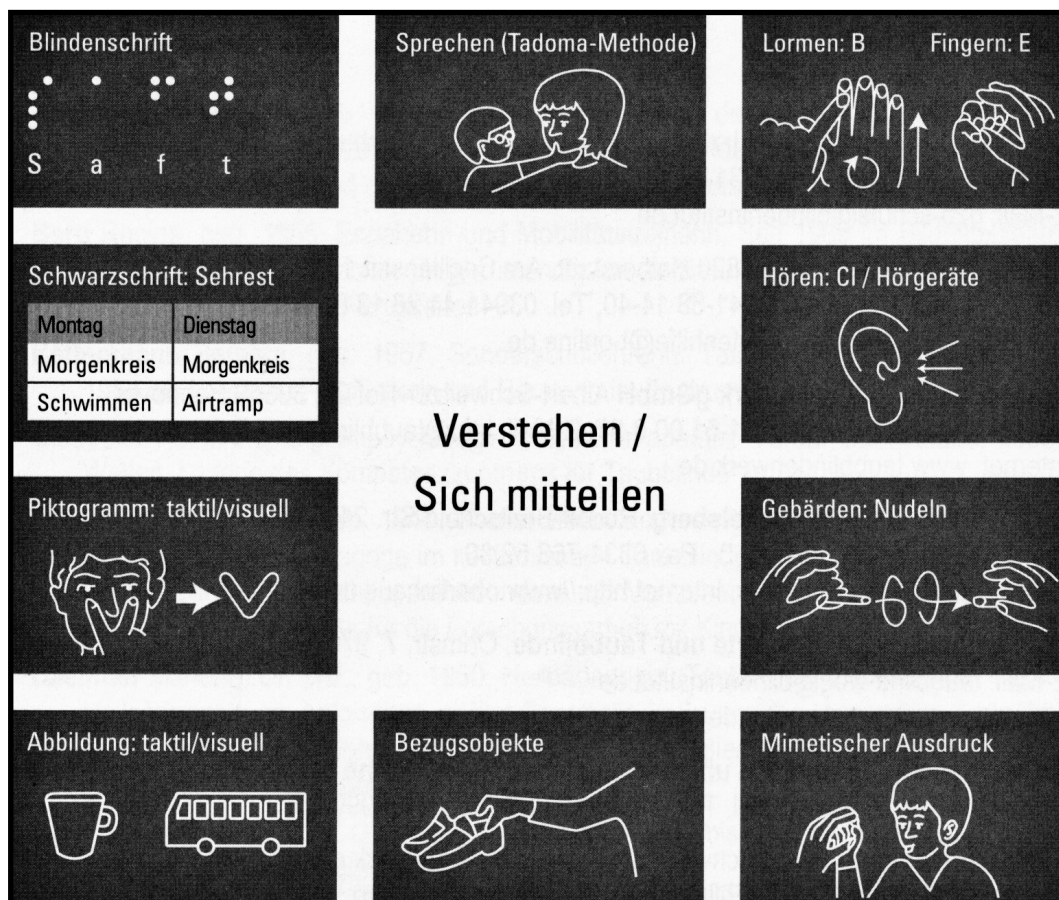 Blindenschrift
S a f t
Sprechen (Tadoma-Methode)
Lormen: B Fingern: E
Schwarzschrift: Sehrest
Montag Dienstag
Morgenkreis Morgenkreis
Schwimmen Airtramp
Hören: CI / Hörgeräte
Verstehen /
Sich mitteilen
Piktogramm: taktil/visuell
Gebärden: Nudeln
Abbildung: taktil/visuell
Bezugsobjekte
Mimetischer Ausdruck